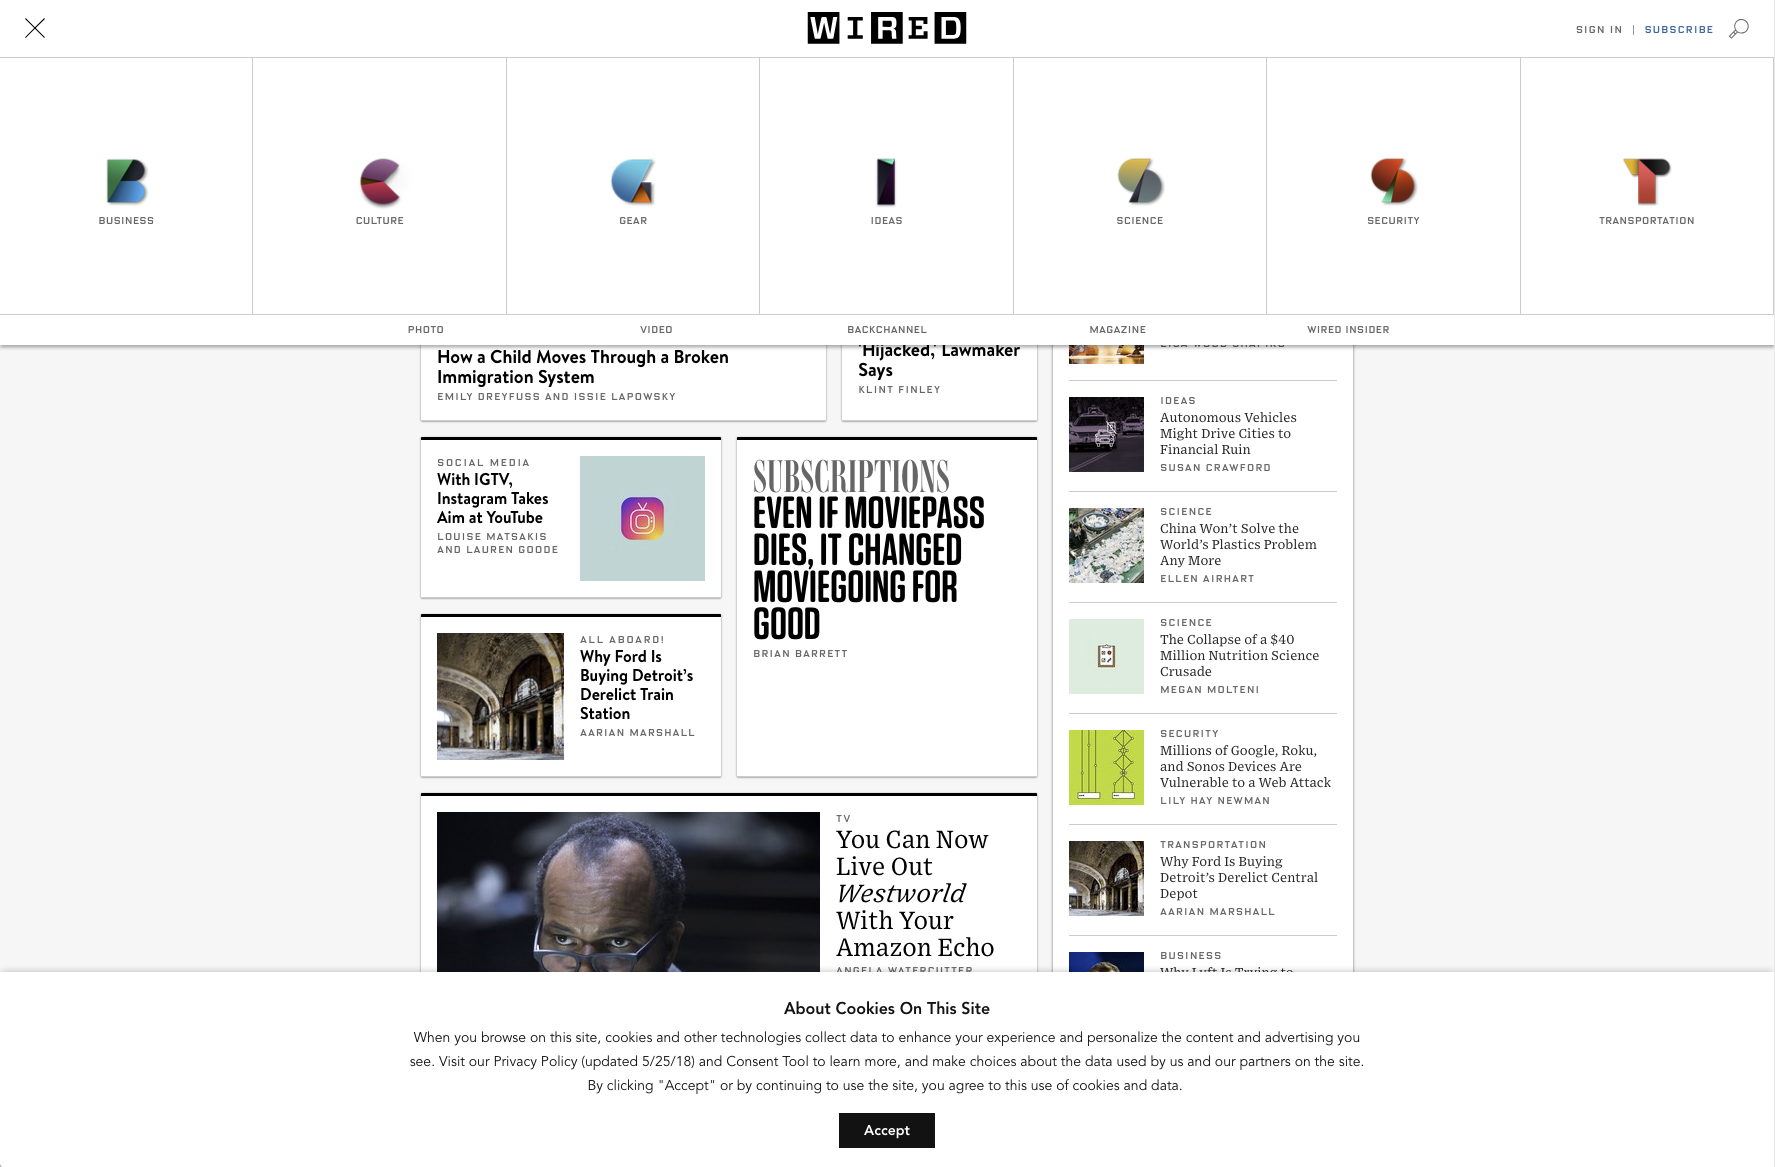 WIRED
SIGN IN | SUBSCRIBE
BUSINESS
CULTURE
GEAR
IDEAS
SCIENCE
SECURITY
TRANSPORTATION
PHOTO
VIDEO
BACKCHANNEL
MAGAZINE
WIRED INSIDER
How a Child Moves Through a Broken
Immigration System
EMILY DREYFUSS AND ISSIE LAPOWSKY
'Hijacked,' Lawmaker
Says
KLINT FINLEY
SOCIAL MEDIA
With IGTV,
Instagram Takes
Aim at YouTube
LOUISE MATSAKIS
AND LAUREN GOODE
ALL ABOARD!
Why Ford Is
Buying Detroit’s
Derelict Train
Station
AARIAN MARSHALL
SUBSCRIPTIONS
EVEN IF MOVIEPASS
DIES, IT CHANGED
MOVIEGOING FOR
GOOD
BRIAN BARRETT
TV
You Can Now
Live Out
Westworld
With Your
Amazon Echo
ANGELA WATERCUTTER
LISA WOOD SHAPIRO
IDEAS
Autonomous Vehicles
Might Drive Cities to
Financial Ruin
SUSAN CRAWFORD
SCIENCE
China Won’t Solve the
World’s Plastics Problem
Any More
ELLEN AIRHART
SCIENCE
The Collapse of a $40
Million Nutrition Science
Crusade
MEGAN MOLTENI
SECURITY
Millions of Google, Roku,
and Sonos Devices Are
Vulnerable to a Web Attack
LILY HAY NEWMAN
TRANSPORTATION
Why Ford Is Buying
Detroit’s Derelict Central
Depot
AARIAN MARSHALL
BUSINESS
Why Lyft Is Trying to
About Cookies On This Site
When you browse on this site, cookies and other technologies collect data to enhance your experience and personalize the content and advertising you
see. Visit our Privacy Policy (updated 5/25/18) and Consent Tool to learn more, and make choices about the data used by us and our partners on the site.
By clicking "Accept" or by continuing to use the site, you agree to this use of cookies and data.
Accept